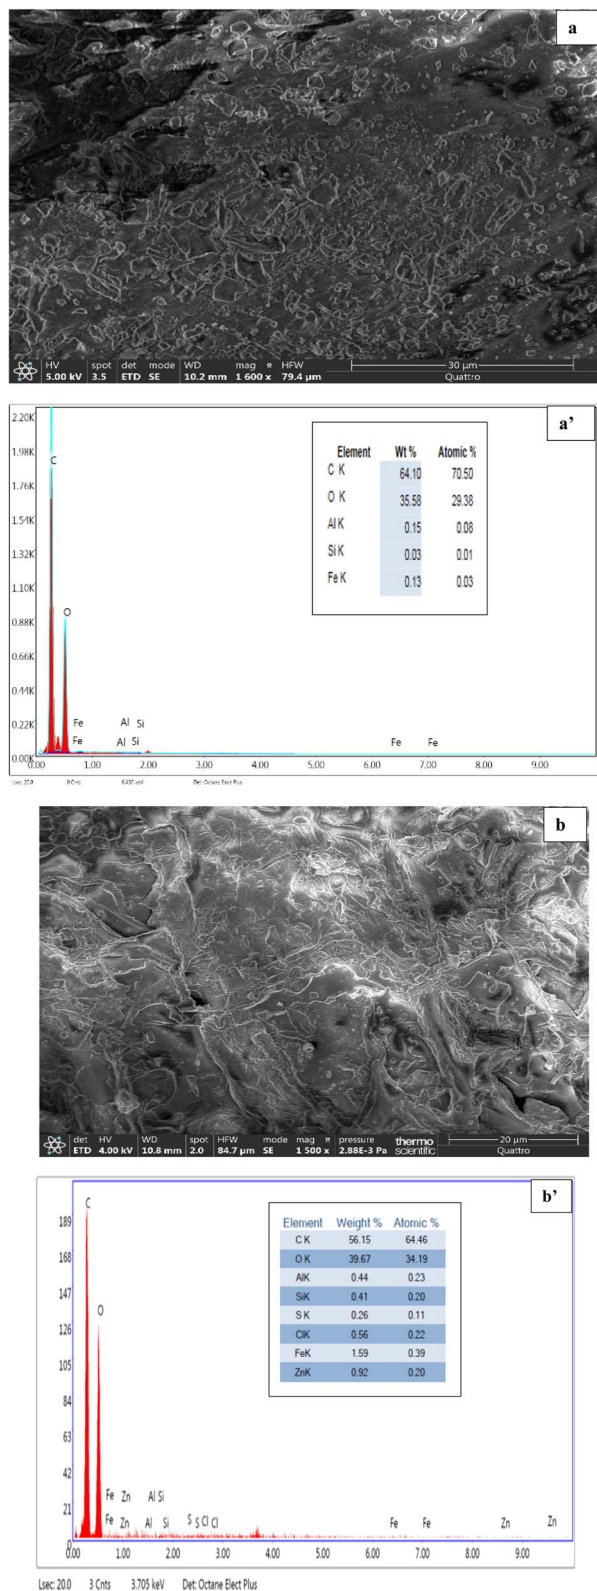 a
HV spot det mode WD mag HFW 30 µm
5.00 kV 3.5 ETD SE 10.2 mm 1 600 x 79.4 µm Quattro
a’
2.20K
1.98K
1.76K
1.54K
1.32K
1.10K
0.88K
0.66K
0.44K
0.22K
0.00K
C
O
Fe Al Si
Fe Al Si Fe Fe
0.00 1.00 2.00 3.00 4.00 5.00 6.00 7.00 8.00 9.00
Element Wt % Atomic %
C K 64.10 70.50
O K 35.58 29.38
Al K 0.15 0.08
Si K 0.03 0.01
Fe K 0.13 0.03
Lsec: 20.0 0 Cnts 6.430 keV Det: Octane Elect Plus
b
det HV WD spot HFW mode mag pressure thermo 20 µm
ETD 4.00 kV 10.8 mm 2.0 84.7 µm SE 1 500 x 2.88E-3 Pa scientific Quattro
b’
189
168
147
126
105
84
63
42
21
0
C
O
Fe Zn Al Si
Fe Zn Al Si S S Cl Cl Fe Fe Zn Zn
0.00 1.00 2.00 3.00 4.00 5.00 6.00 7.00 8.00 9.00
Element Weight % Atomic %
C K 56.15 64.46
O K 39.67 34.19
AlK 0.44 0.23
SiK 0.41 0.20
S K 0.26 0.11
ClK 0.56 0.22
FeK 1.59 0.39
ZnK 0.92 0.20
Lsec: 20.0 3 Cnts 3.705 keV Det: Octane Elect Plus